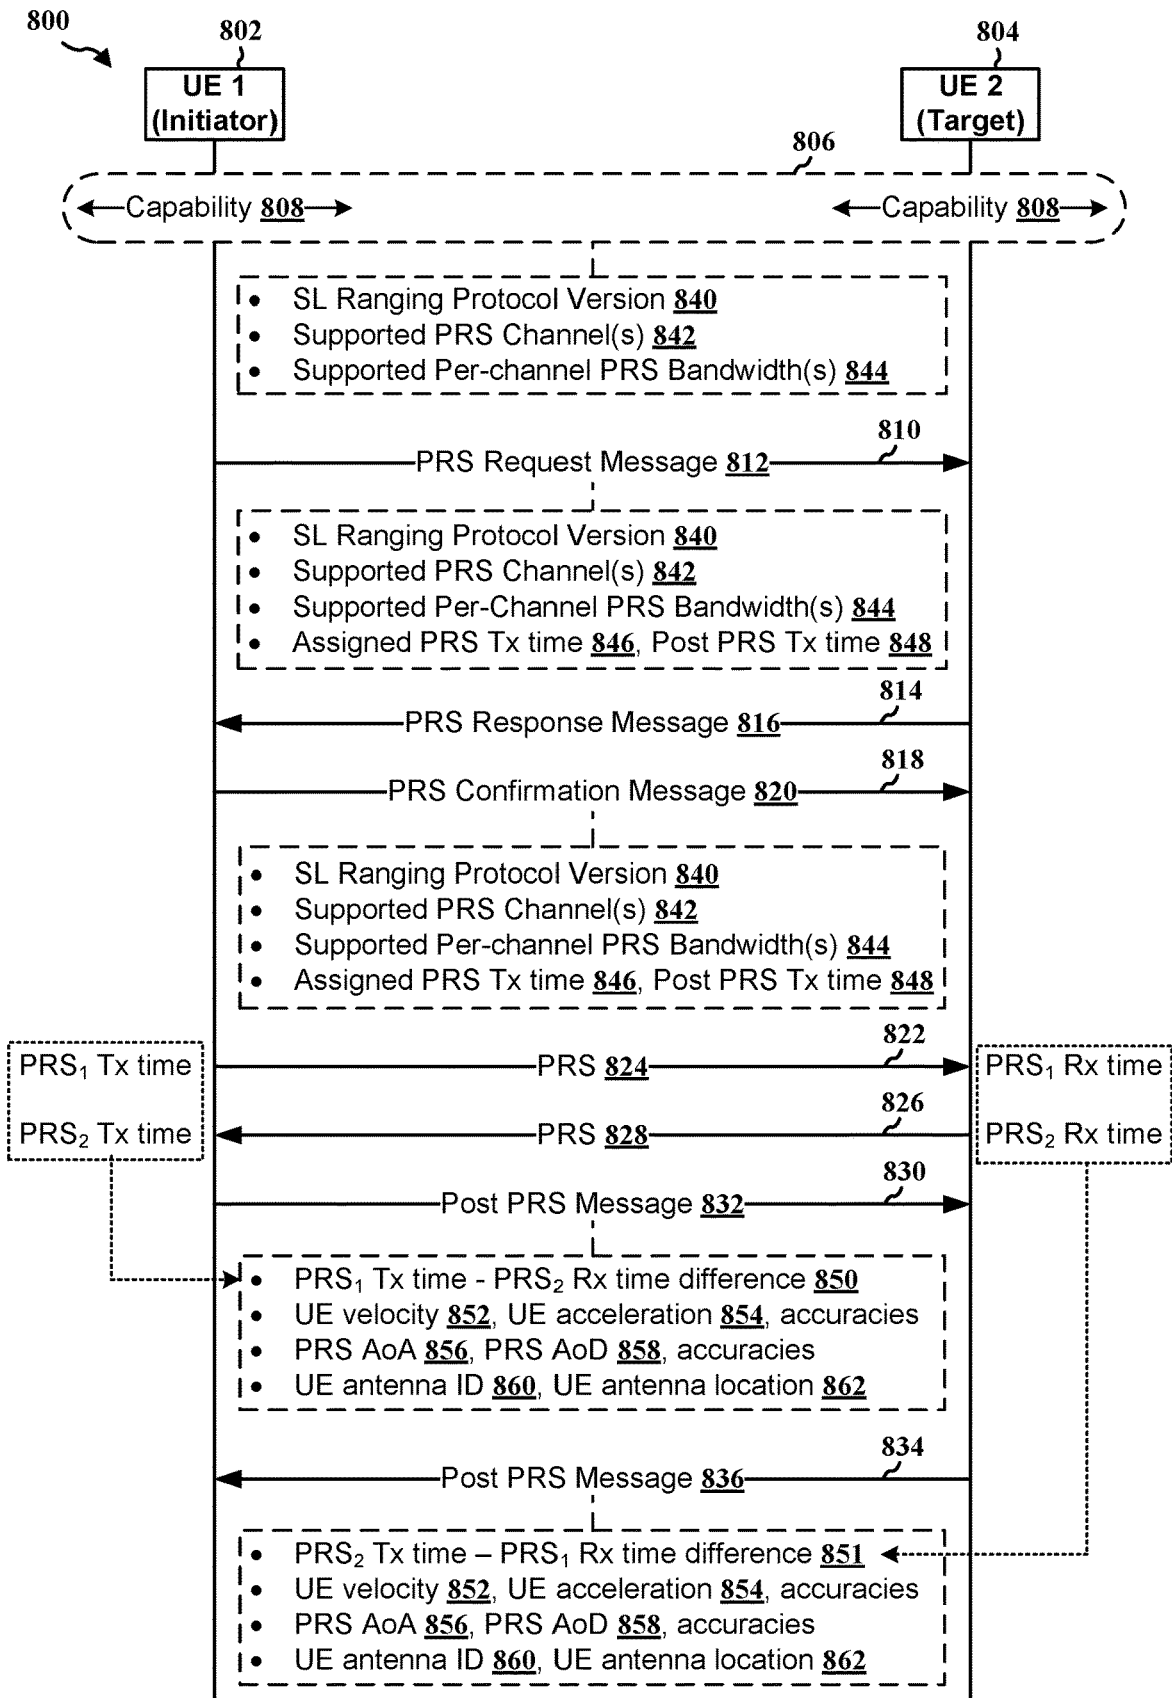 800
802
804
UE 1
(Initiator)
UE 2
(Target)
806
Capability 808
Capability 808
• SL Ranging Protocol Version 840
• Supported PRS Channel(s) 842
• Supported Per-channel PRS Bandwidth(s) 844
810
PRS Request Message 812
• SL Ranging Protocol Version 840
• Supported PRS Channel(s) 842
• Supported Per-Channel PRS Bandwidth(s) 844
• Assigned PRS Tx time 846, Post PRS Tx time 848
814
PRS Response Message 816
818
PRS Confirmation Message 820
• SL Ranging Protocol Version 840
• Supported PRS Channel(s) 842
• Supported Per-channel PRS Bandwidth(s) 844
• Assigned PRS Tx time 846, Post PRS Tx time 848
822
PRS₁ Tx time
PRS 824
PRS₁ Rx time
826
PRS₂ Tx time
PRS 828
PRS₂ Rx time
830
Post PRS Message 832
• PRS₁ Tx time - PRS₂ Rx time difference 850
• UE velocity 852, UE acceleration 854, accuracies
• PRS AoA 856, PRS AoD 858, accuracies
• UE antenna ID 860, UE antenna location 862
834
Post PRS Message 836
• PRS₂ Tx time – PRS₁ Rx time difference 851
• UE velocity 852, UE acceleration 854, accuracies
• PRS AoA 856, PRS AoD 858, accuracies
• UE antenna ID 860, UE antenna location 862